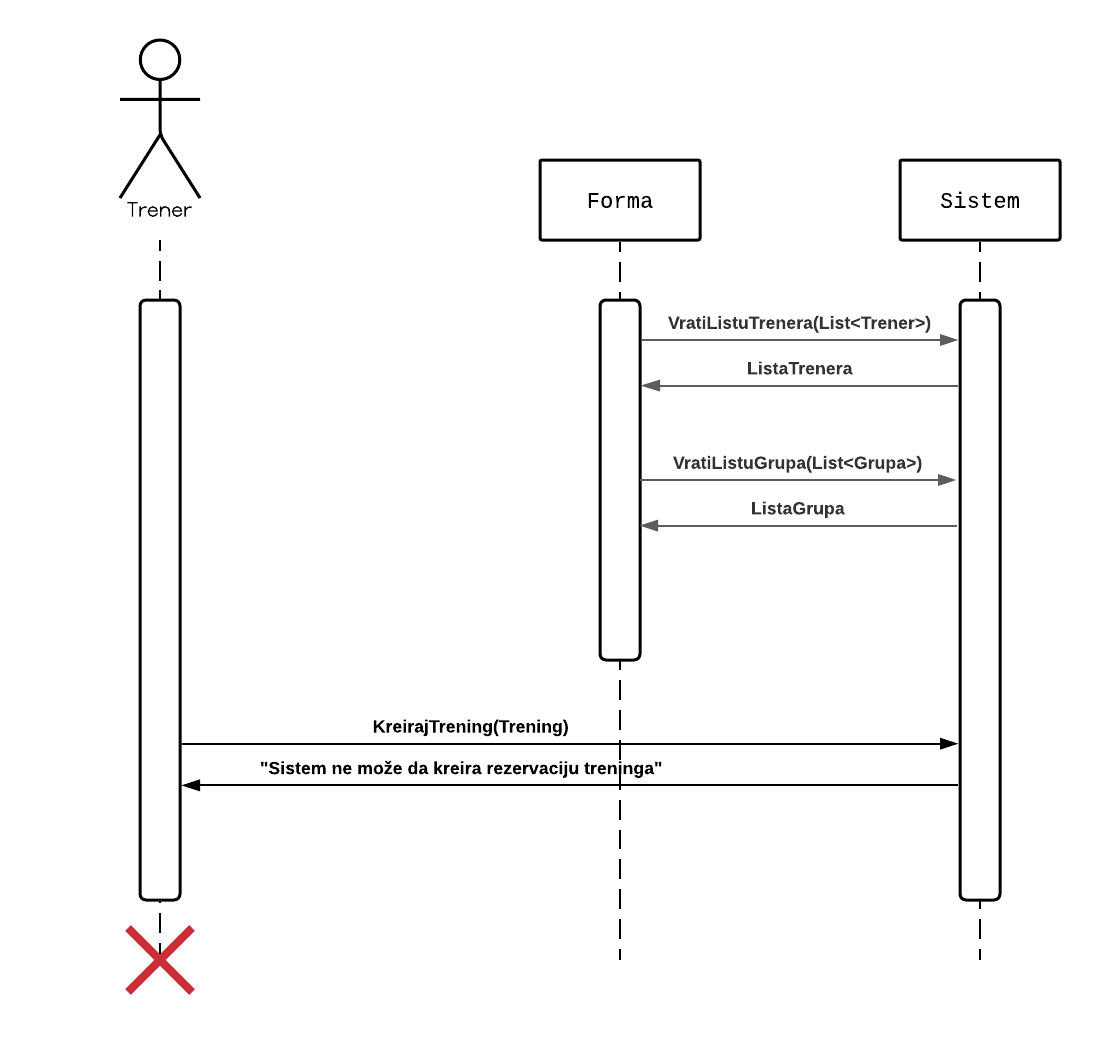 Trener
Forma
Sistem
VratiListuTrenera(List<Trener>)
ListaTrenera
VratiListuGrupa(List<Grupa>)
ListaGrupa
KreirajTrening(Trening)
"Sistem ne može da kreira rezervaciju treninga"